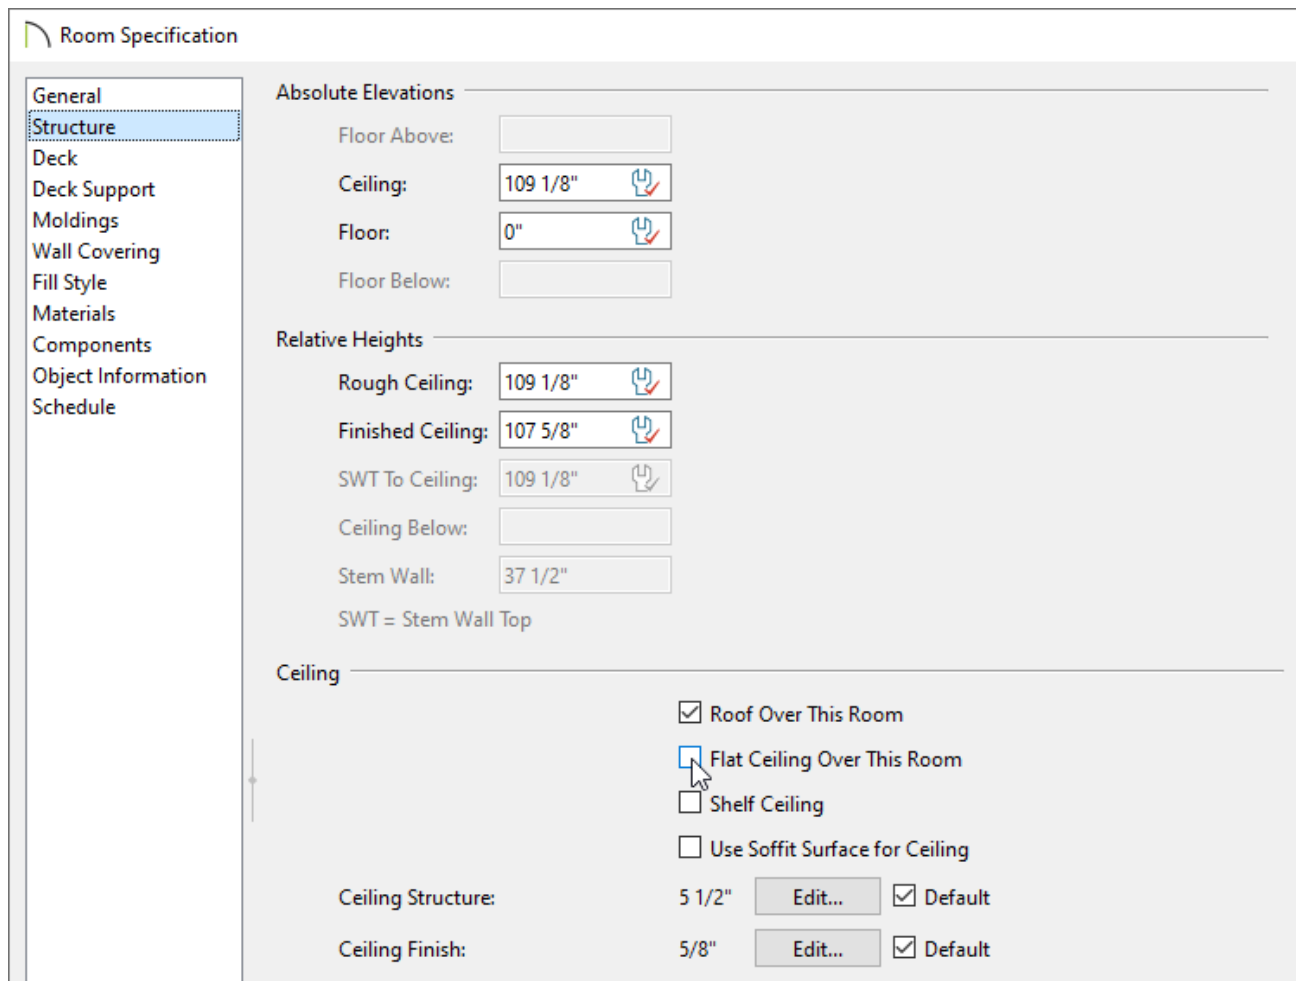 Room Specification
General
Structure
Deck
Deck Support
Moldings
Wall Covering
Fill Style
Materials
Components
Object Information
Schedule
Absolute Elevations
Floor Above:
Ceiling: 109 1/8"
Floor: 0"
Floor Below:
Relative Heights
Rough Ceiling: 109 1/8"
Finished Ceiling: 107 5/8"
SWT To Ceiling: 109 1/8"
Ceiling Below:
Stem Wall: 37 1/2"
SWT = Stem Wall Top
Ceiling
Roof Over This Room
Flat Ceiling Over This Room
Shelf Ceiling
Use Soffit Surface for Ceiling
Ceiling Structure: 5 1/2" Edit... Default
Ceiling Finish: 5/8" Edit... Default